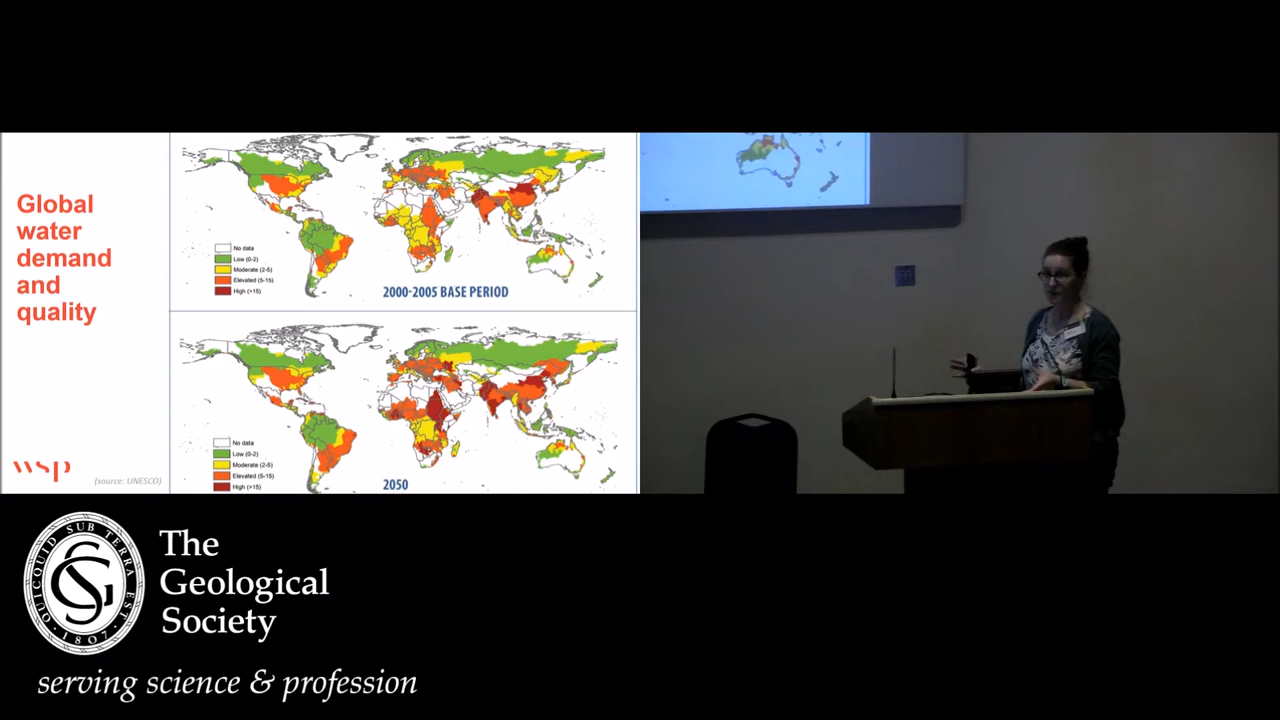 Global
water
demand
and
quality
wsp
(source: UNESCO)
No data
Low (0-2)
Moderate (2-5)
Elevated (5-15)
High (>15)
2000-2005 BASE PERIOD
No data
Low (0-2)
Moderate (2-5)
Elevated (5-15)
High (>15)
2050
QUICQUID SUB TERRA EST
1807
The
Geological
Society
serving science & profession